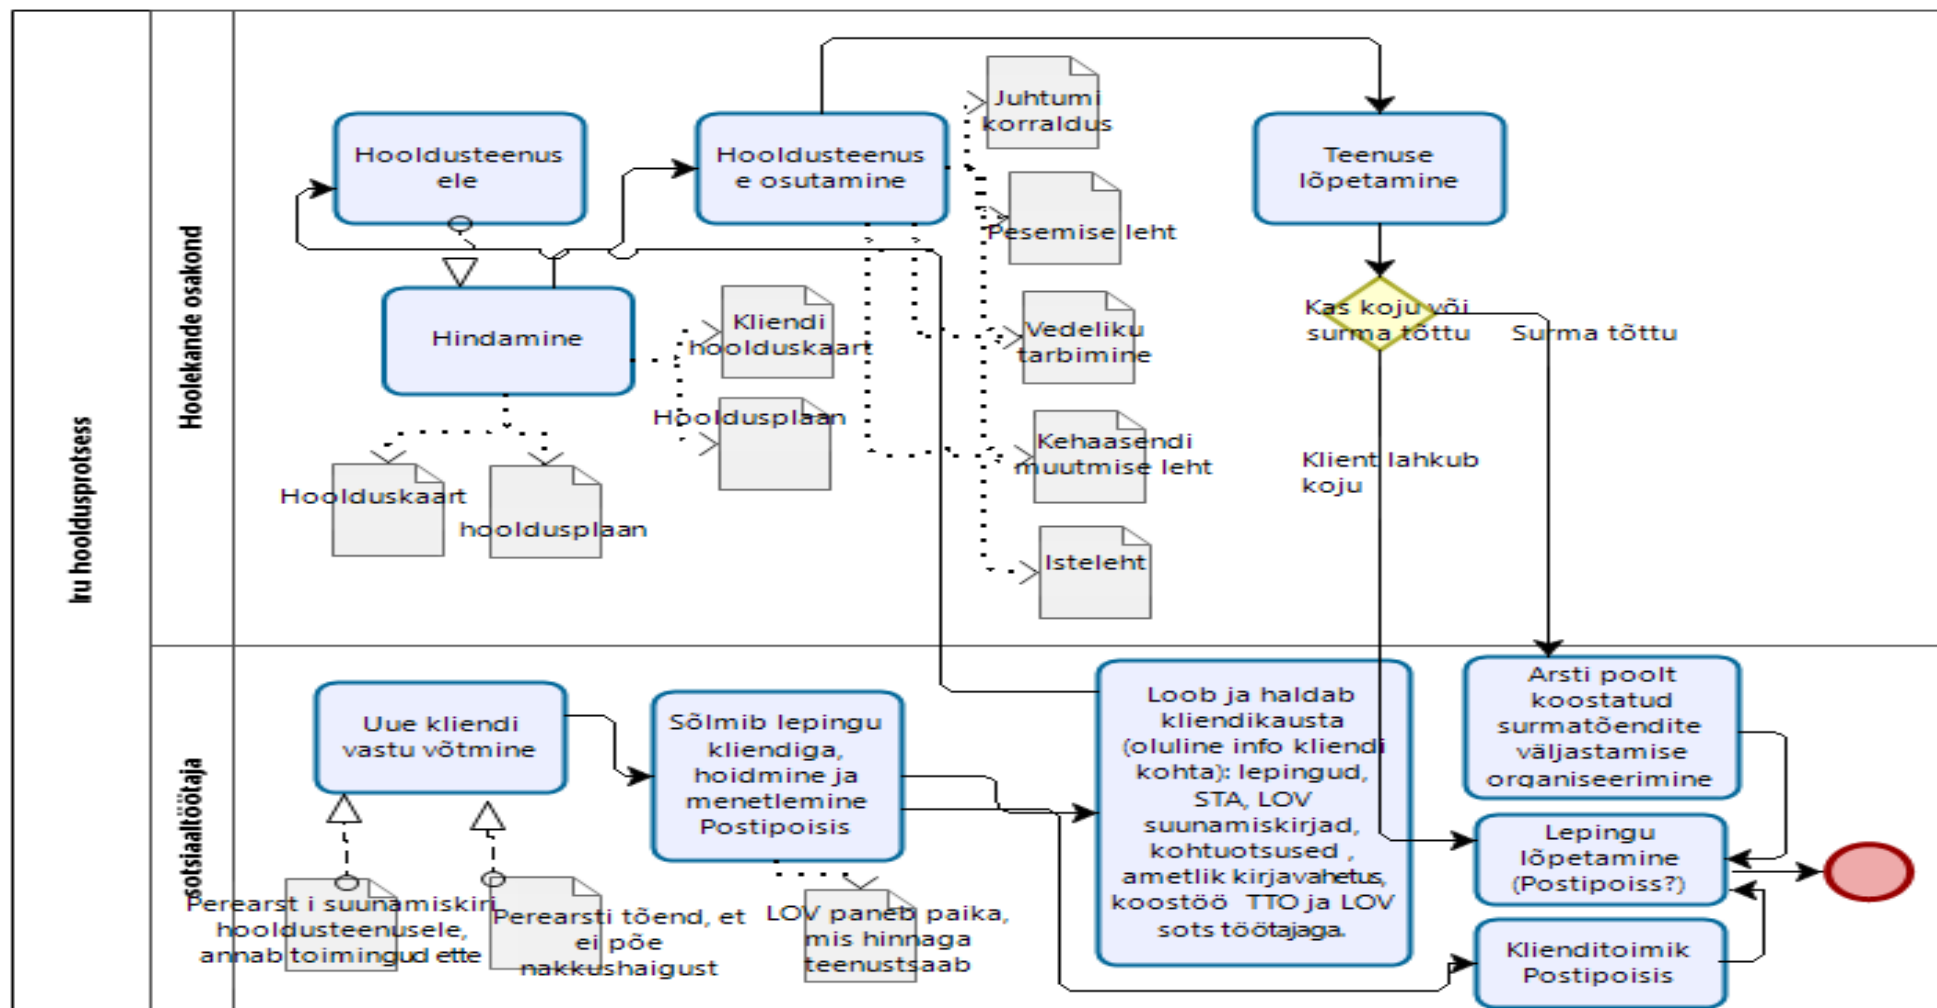 Iru hooldusprotsess
Hoolekande osakond
sotsiaaltöötaja
Hooldusteenus
ele
Hooldusteenus
e osutamine
Juhtumi
korraldus
Teenuse
lõpetamine
Pesemise leht
Hindamine
Kliendi
hoolduskaart
Hooldusplaan
Vedeliku
tarbimine
Kas koju või
surma tõttu
Surma tõttu
Kehaasendi
muutmise leht
Klient lahkub
koju
Hoolduskaart
hooldusplaan
Isteleht
Uue kliendi
vastu võtmine
Sõlmib lepingu
kliendiga,
hoidmine ja
menetlemine
Postipoisis
Loob ja haldab
kliendikausta
(oluline info kliendi
kohta): lepingud,
STA, LOV
suunamiskirjad,
kohtuotsused ,
ametlik kirjavahetus,
koostöö TTO ja LOV
sots töötajaga.
Arsti poolt
koostatud
surmatõendite
väljastamise
organiseerimine
Lepingu
lõpetamine
(Postipoiss?)
Klienditoimik
Postipoisis
Perearst i suunamiskiri
hooldusteenusele,
annab toimingud ette
Perearsti tõend, et
ei põe
nakkushaigust
LOV paneb paika,
mis hinnaga
teenustsaab